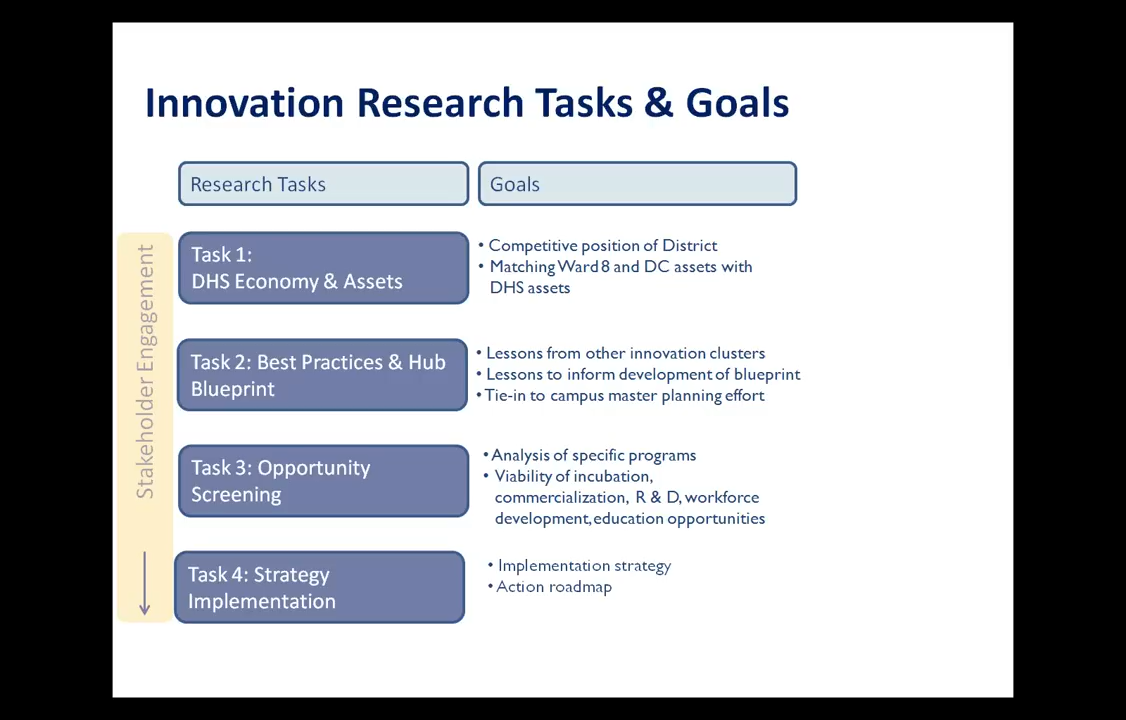 Innovation Research Tasks & Goals
Research Tasks
Goals
Stakeholder Engagement
Task 1:
DHS Economy & Assets
• Competitive position of District
• Matching Ward 8 and DC assets with
DHS assets
Task 2: Best Practices & Hub
Blueprint
• Lessons from other innovation clusters
• Lessons to inform development of blueprint
• Tie-in to campus master planning effort
Task 3: Opportunity
Screening
• Analysis of specific programs
• Viability of incubation,
commercialization, R & D, workforce
development, education opportunities
Task 4: Strategy
Implementation
• Implementation strategy
• Action roadmap